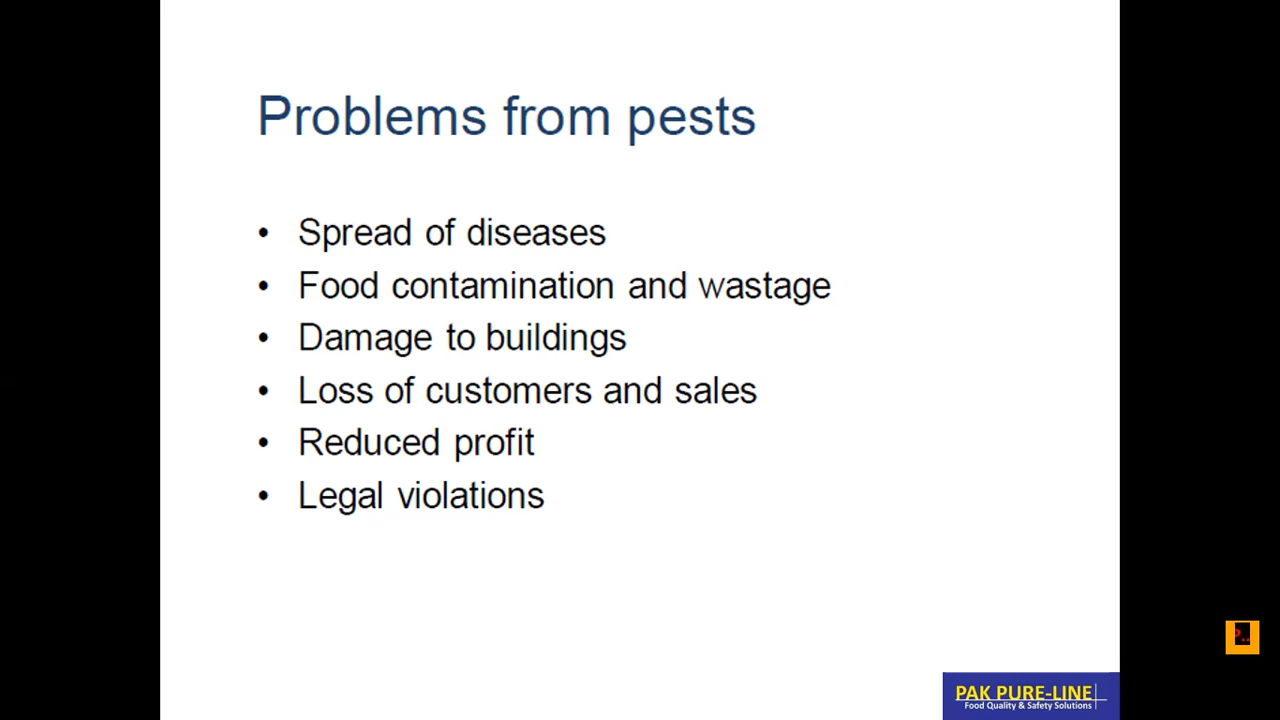 Problems from pests
• Spread of diseases
• Food contamination and wastage
• Damage to buildings
• Loss of customers and sales
• Reduced profit
• Legal violations
PAK PURE-LINE
Food Quality & Safety Solutions